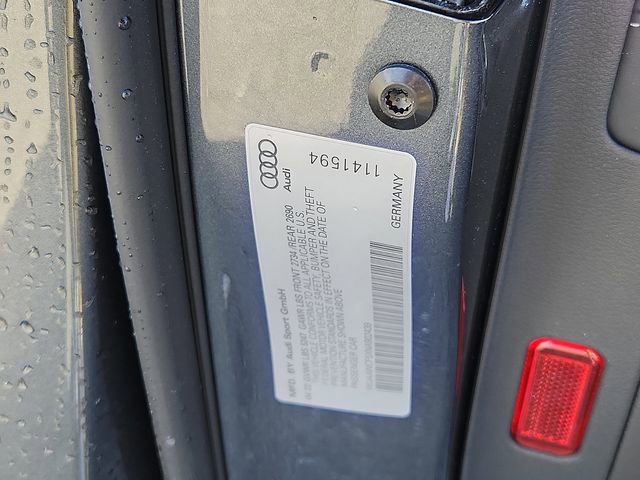 Audi
1141594
MFD. BY Audi Sport GmbH
GAWR LBS FRONT 2734 /REAR 2690
THIS VEHICLE CONFORMS TO ALL APPLICABLE U.S.
FEDERAL MOTOR VEHICLE SAFETY, BUMPER AND THEFT
PREVENTION STANDARDS IN EFFECT ON THE DATE OF
MANUFACTURE SHOWN ABOVE
PASSENGER CAR
GERMANY